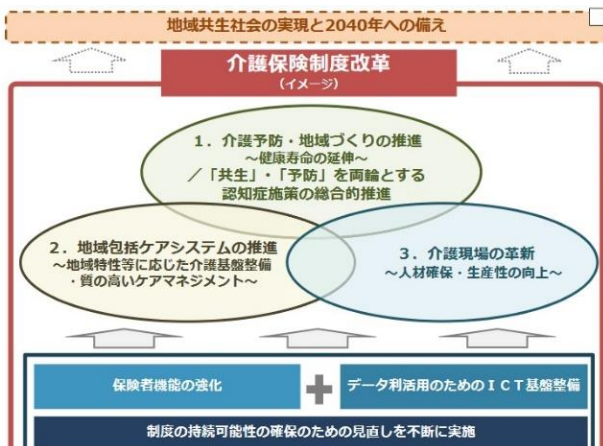 地域共生社会の実現と2040年への備え
介護保険制度改革
(イメージ)
1．介護予防・地域づくりの推進
～健康寿命の延伸～
／「共生」・「予防」を両輪とする
認知症施策の総合的推進
2．地域包括ケアシステムの推進
～地域特性等に応じた介護基盤整備
・質の高いケアマネジメント～
3．介護現場の革新
～人材確保・生産性の向上～
保険者機能の強化
データ利活用のためのＩＣＴ基盤整備
制度の持続可能性の確保のための見直しを不断に実施